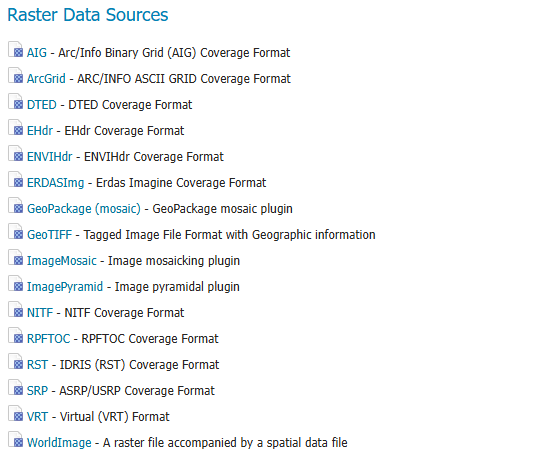 Raster Data Sources
AIG - Arc/Info Binary Grid (AIG) Coverage Format
ArcGrid - ARC/INFO ASCII GRID Coverage Format
DTED - DTED Coverage Format
EHdr - EHdr Coverage Format
ENVIHdr - ENVIHdr Coverage Format
ERDASImg - Erdas Imagine Coverage Format
GeoPackage (mosaic) - GeoPackage mosaic plugin
GeoTIFF - Tagged Image File Format with Geographic information
ImageMosaic - Image mosaicking plugin
ImagePyramid - Image pyramidal plugin
NITF - NITF Coverage Format
RPFTOC - RPFTOC Coverage Format
RST - IDRIS (RST) Coverage Format
SRP - ASRP/USRP Coverage Format
VRT - Virtual (VRT) Format
WorldImage - A raster file accompanied by a spatial data file